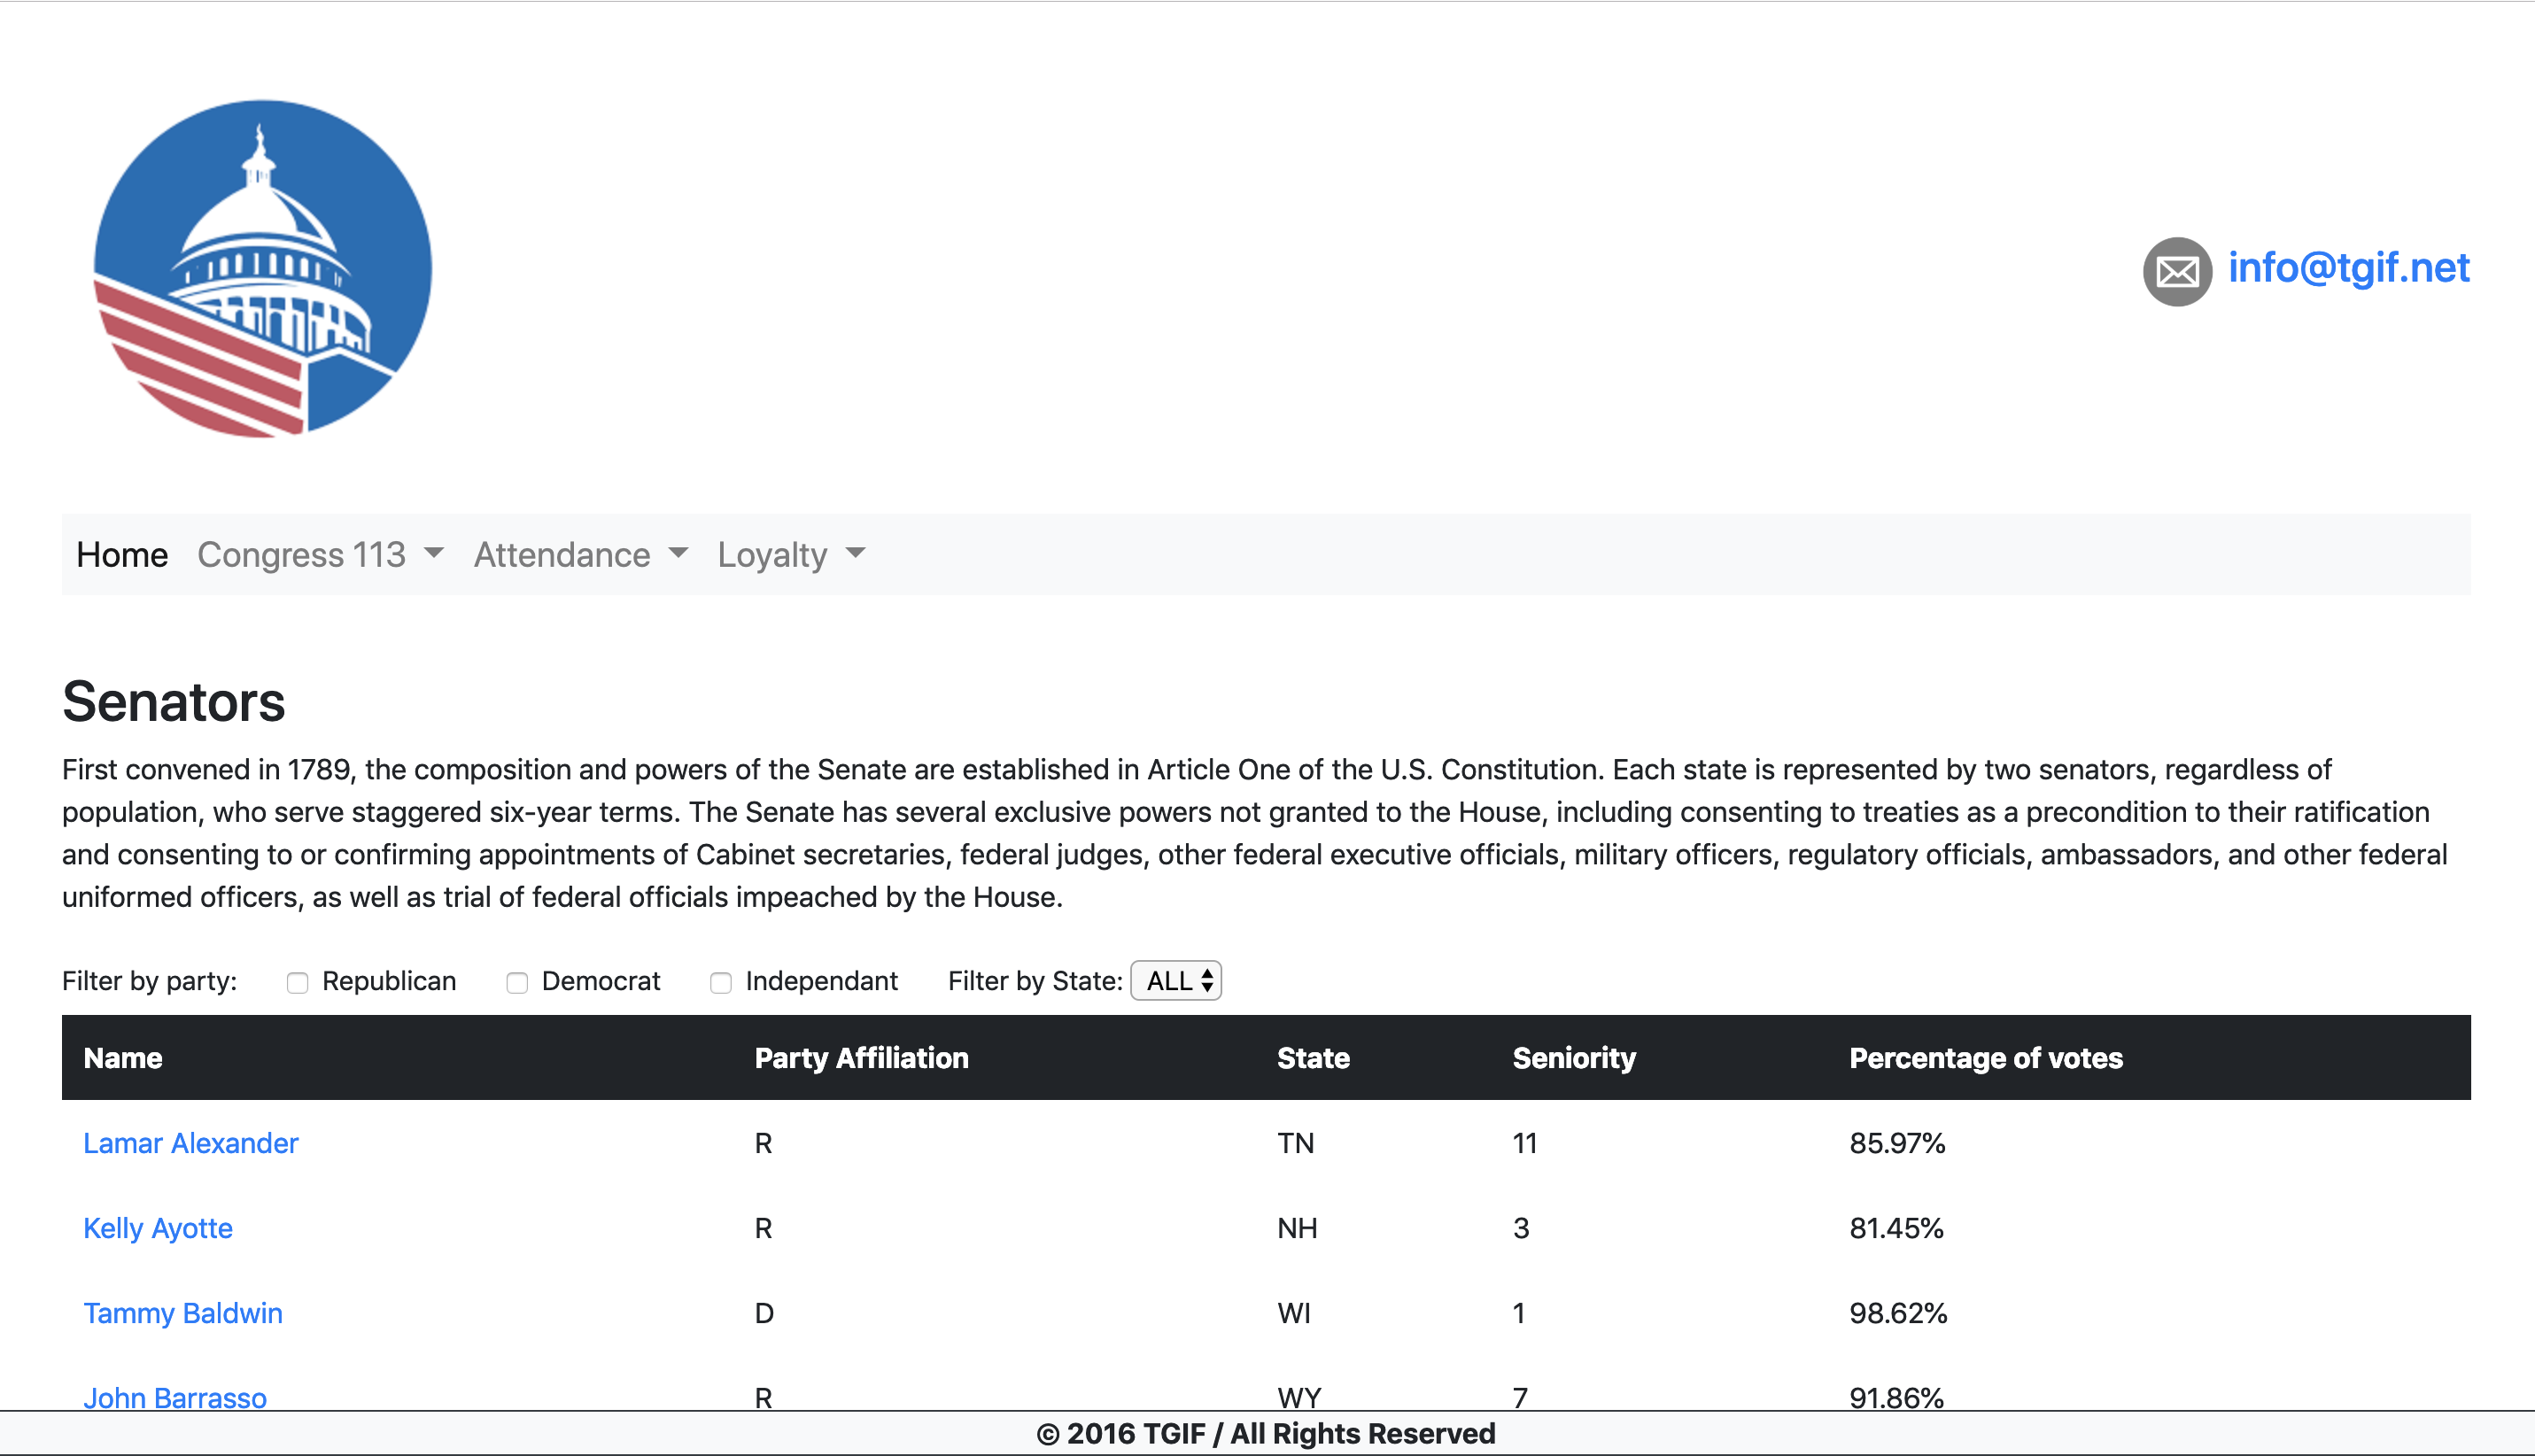 info@tgif.net
Home Congress 113 Attendance Loyalty
Senators
First convened in 1789, the composition and powers of the Senate are established in Article One of the U.S. Constitution. Each state is represented by two senators, regardless of
population, who serve staggered six-year terms. The Senate has several exclusive powers not granted to the House, including consenting to treaties as a precondition to their ratification
and consenting to or confirming appointments of Cabinet secretaries, federal judges, other federal executive officials, military officers, regulatory officials, ambassadors, and other federal
uniformed officers, as well as trial of federal officials impeached by the House.
Filter by party: Republican Democrat Independant Filter by State: ALL
Name Party Affiliation State Seniority Percentage of votes
Lamar Alexander R TN 11 85.97%
Kelly Ayotte R NH 3 81.45%
Tammy Baldwin D WI 1 98.62%
John Barrasso R WY 7 91.86%
© 2016 TGIF / All Rights Reserved